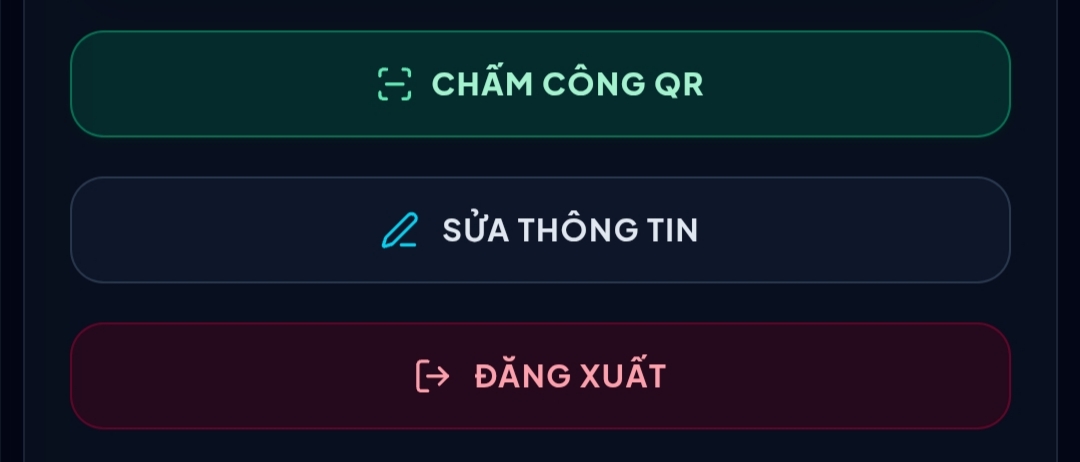 CHẤM CÔNG QR
SỬA THÔNG TIN
ĐĂNG XUẤT